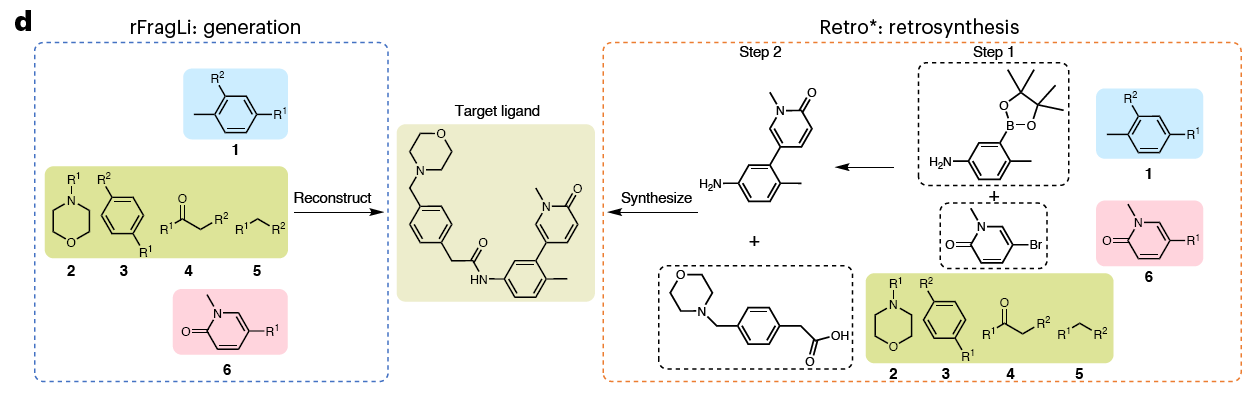 d
rFragLi: generation
Retro*: retrosynthesis
R²
R¹
1
R¹
N
O
2
R²
R¹
3
O
R¹
R²
4
R¹
R²
5
N
O
R¹
6
Reconstruct
Target ligand
O
N
N
O
O
HN
Synthesize
Step 2
N
O
H₂N
+
O
N
OH
O
Step 1
O
B
O
H₂N
+
N
O
Br
R²
R¹
1
N
O
R¹
6
R¹
N
O
2
R²
R¹
3
O
R¹
R²
4
R¹
R²
5